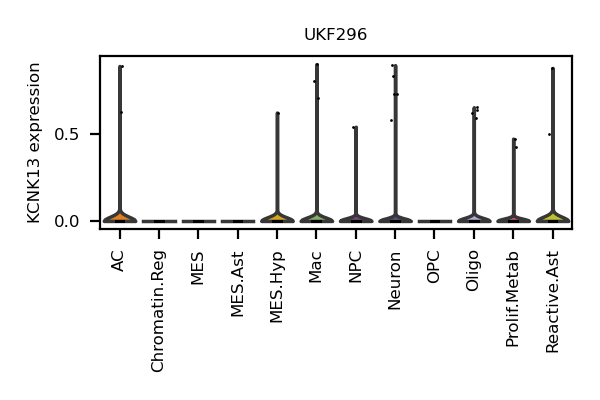 UKF296
KCNK13 expression
0.5
0.0
AC
Chromatin.Reg
MES
MES.Ast
MES.Hyp
Mac
NPC
Neuron
OPC
Oligo
Prolif.Metab
Reactive.Ast